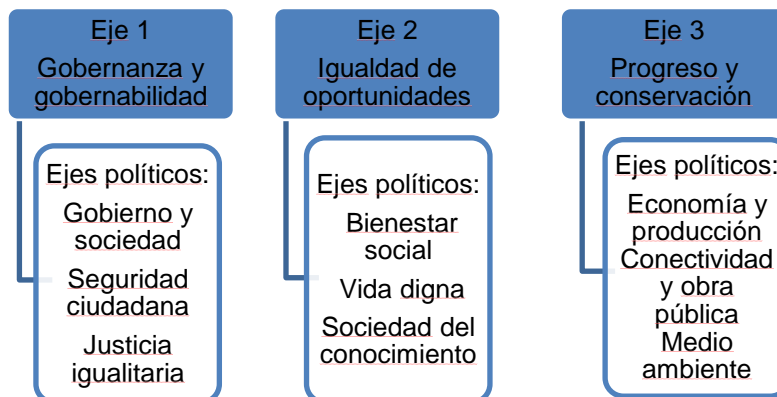 Eje 1
Gobernanza y
gobernabilidad
Ejes políticos:
Gobierno y
sociedad
Seguridad
ciudadana
Justicia
igualitaria
Eje 2
Igualdad de
oportunidades
Ejes políticos:
Bienestar
social
Vida digna
Sociedad del
conocimiento
Eje 3
Progreso y
conservación
Ejes políticos:
Economía y
producción
Conectividad
y obra
pública
Medio
ambiente